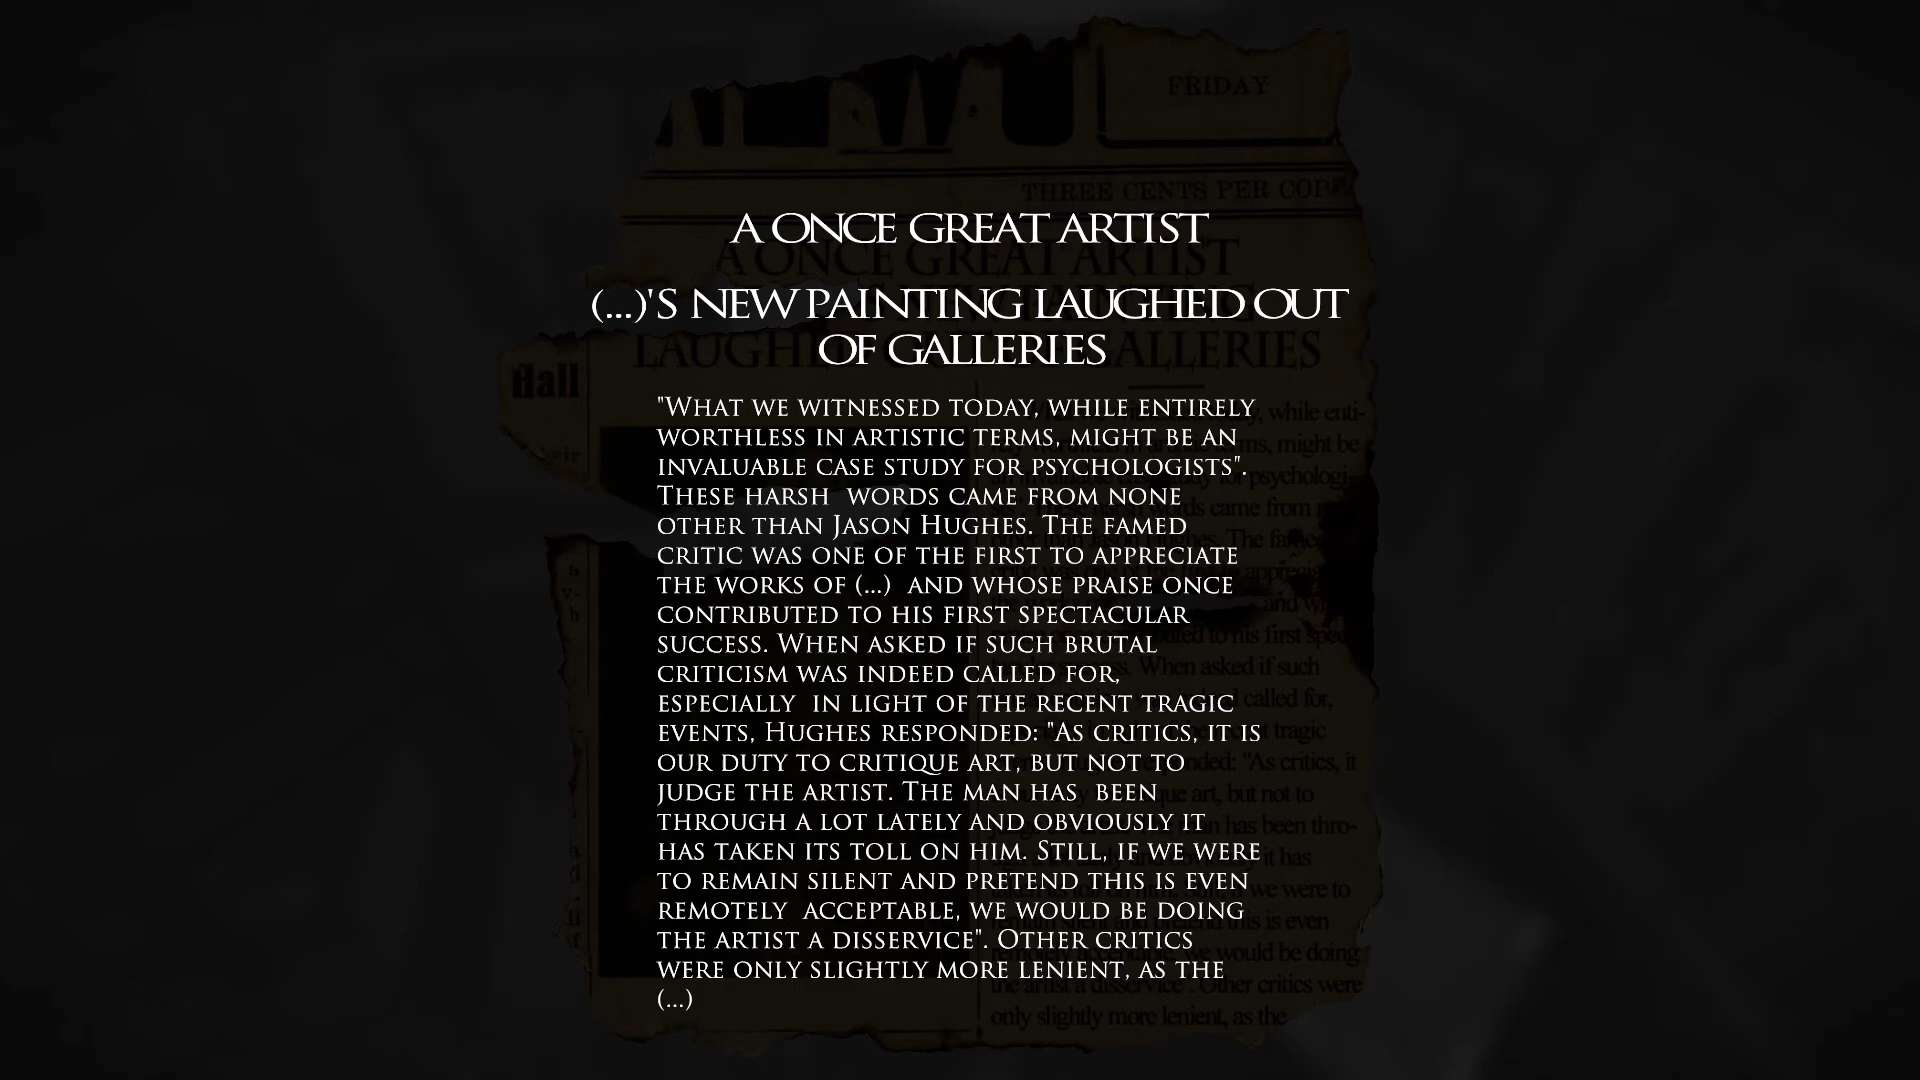 FRIDAY
THREE CENTS PER COP
A ONCE GREAT ARTIST
(...)'S NEW PAINTING LAUGHED OUT
OF GALLERIES
Hall
"What we witnessed today, while entirely
worthless in artistic terms, might be an
invaluable case study for psychologists".
These harsh  words came from none
other than Jason Hughes. The famed
critic was one of the first to appreciate
the works of (...)  and whose praise once
contributed to his first spectacular
success. When asked if such brutal
criticism was indeed called for,
especially  in light of the recent tragic
events, Hughes responded: "As critics, it is
our duty to critique art, but not to
judge the artist. The man has  been
through a lot lately and obviously it
has taken its toll on him. Still, if we were
to remain silent and pretend this is even
remotely  acceptable, we would be doing
the artist a disservice". Other critics
were only slightly more lenient, as the
(...)